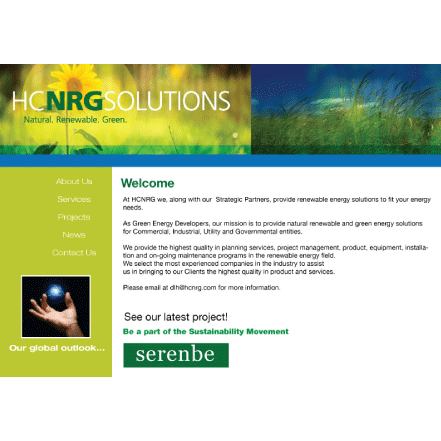 HCNRGSOLUTIONS
Natural. Renewable. Green.
About Us
Services
Projects
News
Contact Us
Our global outlook...
Welcome
At HCNRG we, along with our Strategic Partners, provide renewable energy solutions to fit your energy
needs.
As Green Energy Developers, our mission is to provide natural renewable and green energy solutions
for Commercial, Industrial, Utility and Governmental entities.
We provide the highest quality in planning services, project management, product, equipment, installa-
tion and on-going maintenance programs in the renewable energy field.
We select the most experienced companies in the industry to assist
us in bringing to our Clients the highest quality in product and services.
Please email at dlh@hcnrg.com for more information.
See our latest project!
Be a part of the Sustainability Movement
serenbe